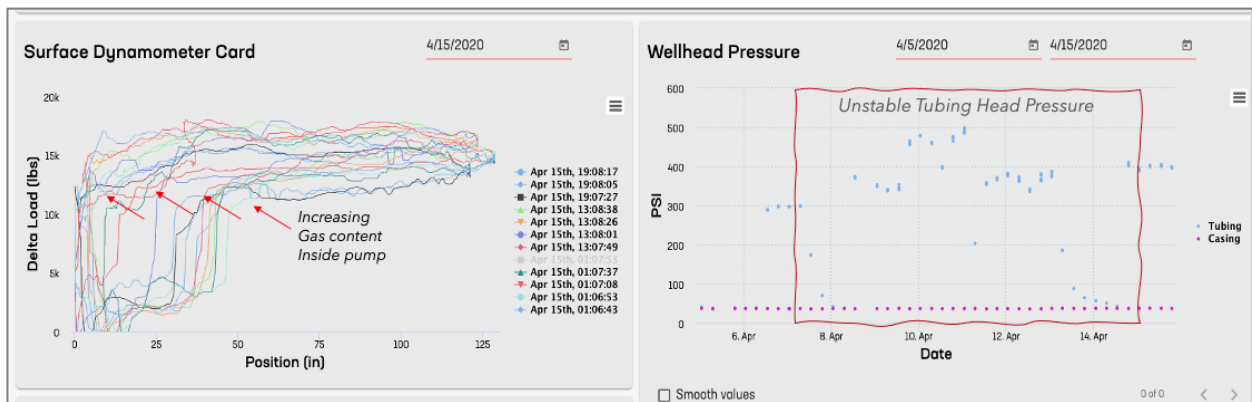 Surface Dynamometer Card
4/15/2020
20k
15k
10k
5k
0
Delta Load (lbs)
0
25
50
75
100
125
Position (in)
Increasing
Gas content
Inside pump
Apr 15th, 19:08:17
Apr 15th, 19:08:05
Apr 15th, 19:07:27
Apr 15th, 13:08:38
Apr 15th, 13:08:26
Apr 15th, 13:08:01
Apr 15th, 13:07:49
Apr 15th, 01:07:53
Apr 15th, 01:07:37
Apr 15th, 01:07:08
Apr 15th, 01:06:53
Apr 15th, 01:06:43
Wellhead Pressure
4/5/2020
4/15/2020
Unstable Tubing Head Pressure
600
500
400
300
200
100
0
PSI
6. Apr
8. Apr
10. Apr
12. Apr
14. Apr
Date
Tubing
Casing
Smooth values
0 of 0